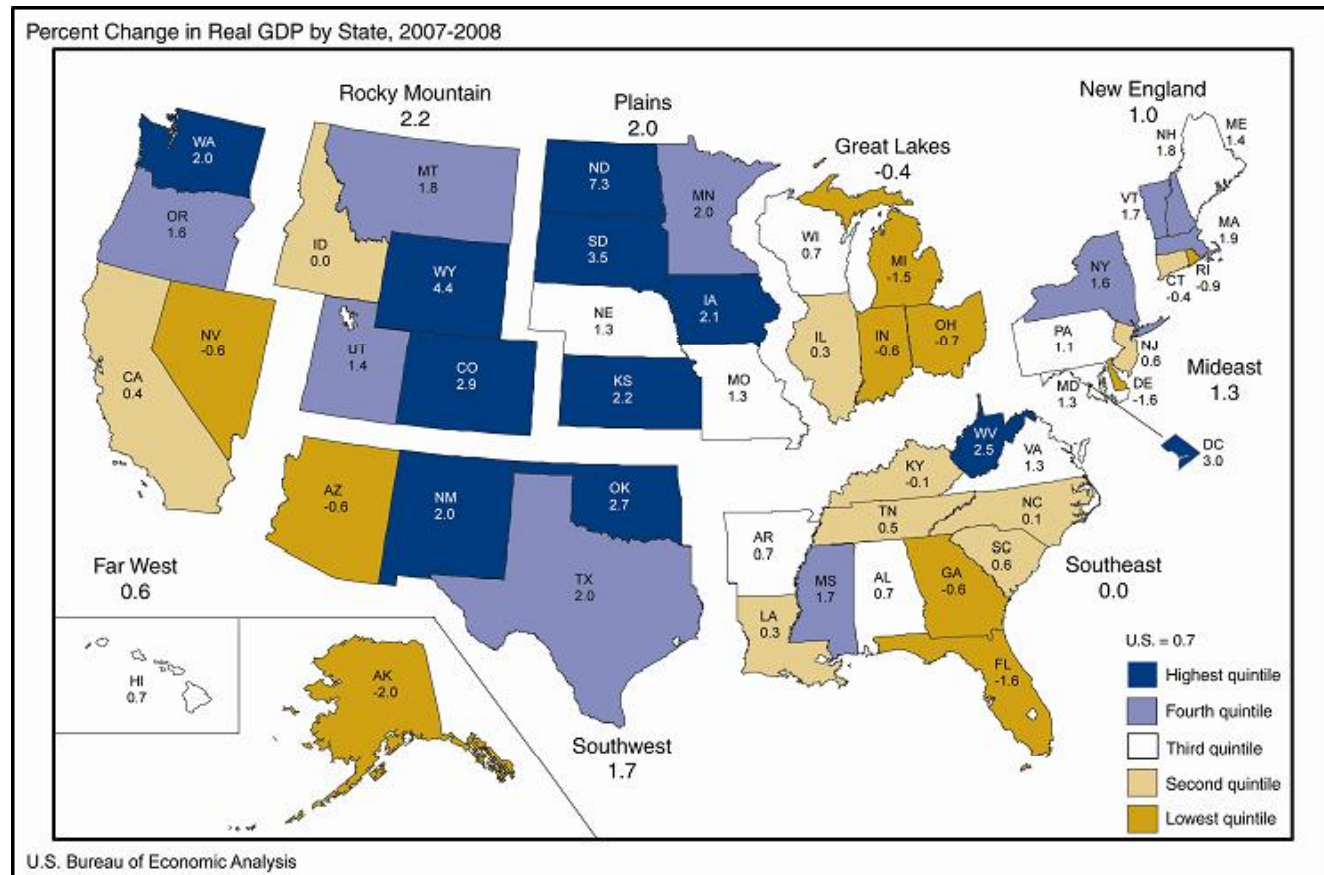 Percent Change in Real GDP by State, 2007-2008
Rocky Mountain
2.2
Plains
2.0
New England
1.0
Great Lakes
-0.4
WA
2.0
OR
1.6
CA
0.4
NV
-0.6
ID
0.0
MT
1.8
WY
4.4
UT
1.4
CO
2.9
ND
7.3
SD
3.5
NE
1.3
KS
2.2
MN
2.0
IA
2.1
MO
1.3
WI
0.7
IL
0.3
MI
-1.5
IN
-0.6
OH
-0.7
NH
1.8
ME
1.4
VT
1.7
MA
1.9
RI
-0.9
CT
-0.4
NY
1.6
PA
1.1
NJ
0.6
MD
1.3
DE
-1.6
Mideast
1.3
DC
3.0
AZ
-0.6
NM
2.0
OK
2.7
TX
2.0
AR
0.7
LA
0.3
MS
1.7
AL
0.7
KY
-0.1
TN
0.5
WV
2.5
VA
1.3
NC
0.1
SC
0.6
GA
-0.6
FL
-1.6
Southeast
0.0
Far West
0.6
HI
0.7
AK
-2.0
Southwest
1.7
U.S. = 0.7
Highest quintile
Fourth quintile
Third quintile
Second quintile
Lowest quintile
U.S. Bureau of Economic Analysis